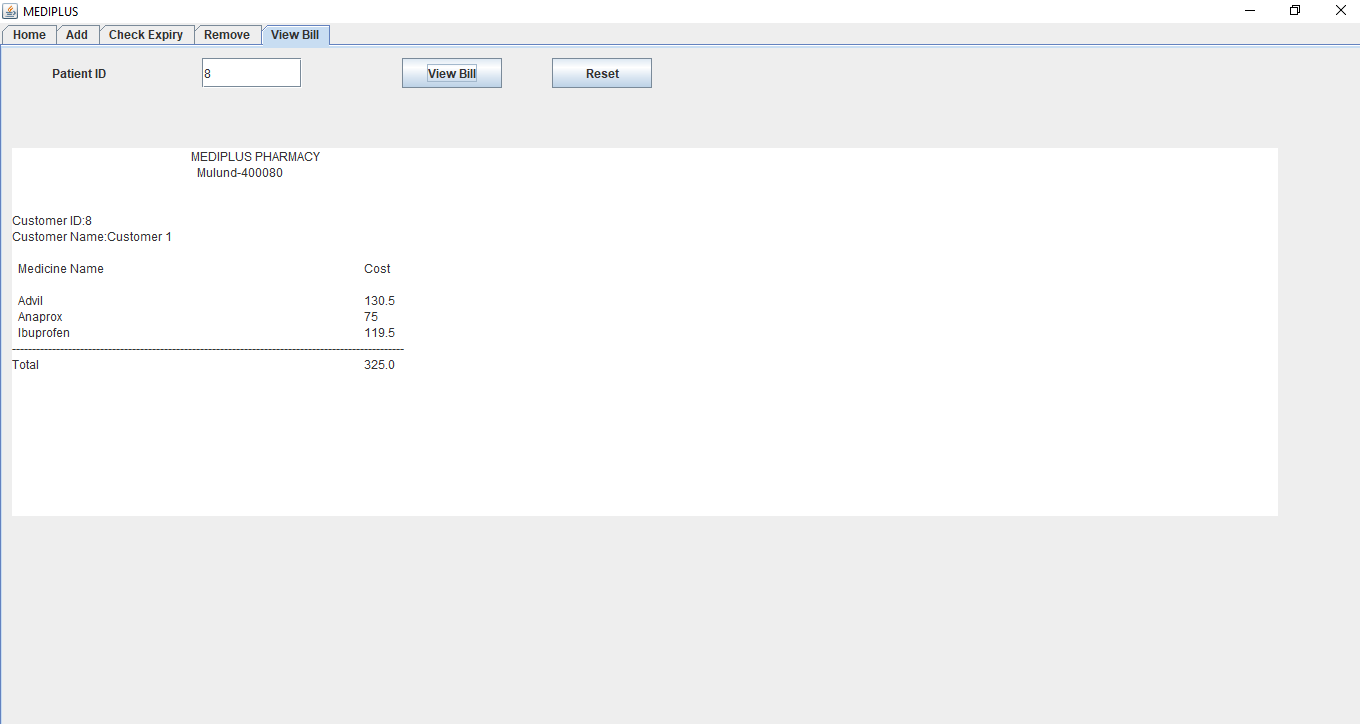 MEDIPLUS
Home Add Check Expiry Remove View Bill
Patient ID 8 View Bill Reset
MEDIPLUS PHARMACY
Mulund-400080
Customer ID:8
Customer Name:Customer 1
Medicine Name Cost
Advil 130.5
Anaprox 75
Ibuprofen 119.5
Total 325.0